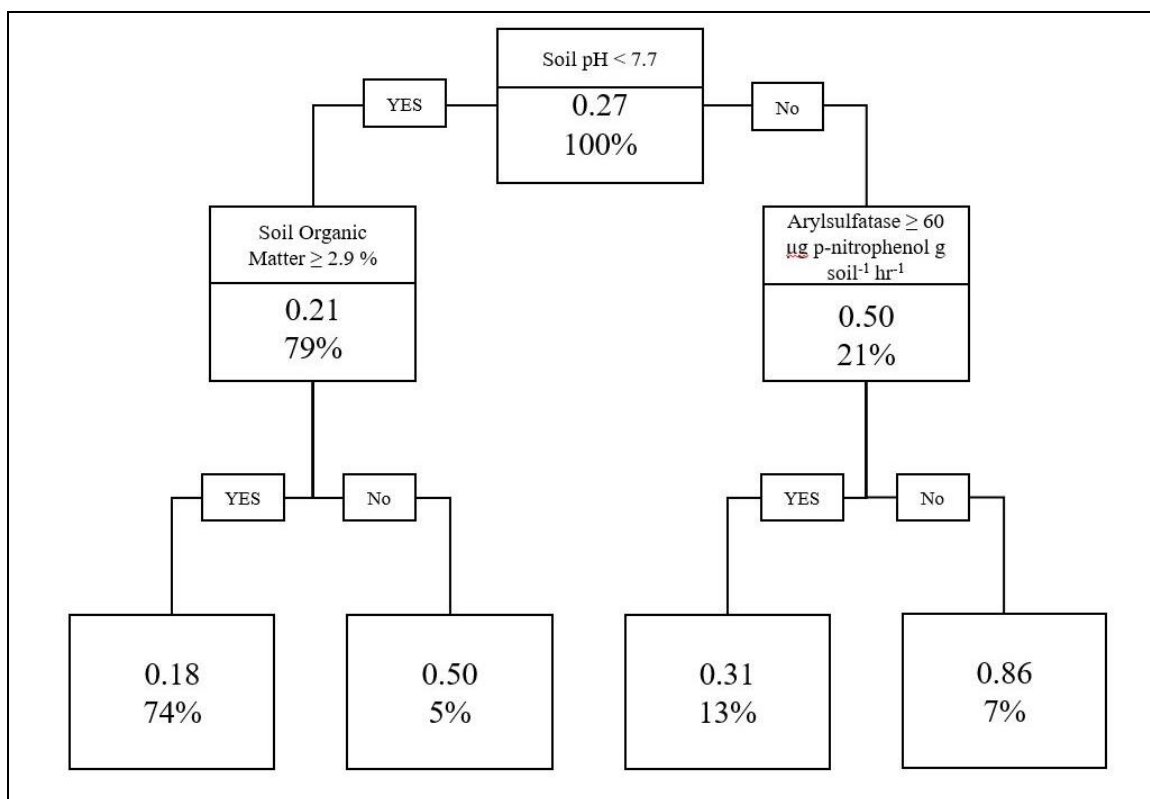 Soil pH < 7.7
YES
No
0.27
100%
Soil Organic
Matter ≥ 2.9 %
0.21
79%
Arylsulfatase ≥ 60
µg p-nitrophenol g
soil⁻¹ hr⁻¹
0.50
21%
YES
No
YES
No
0.18
74%
0.50
5%
0.31
13%
0.86
7%